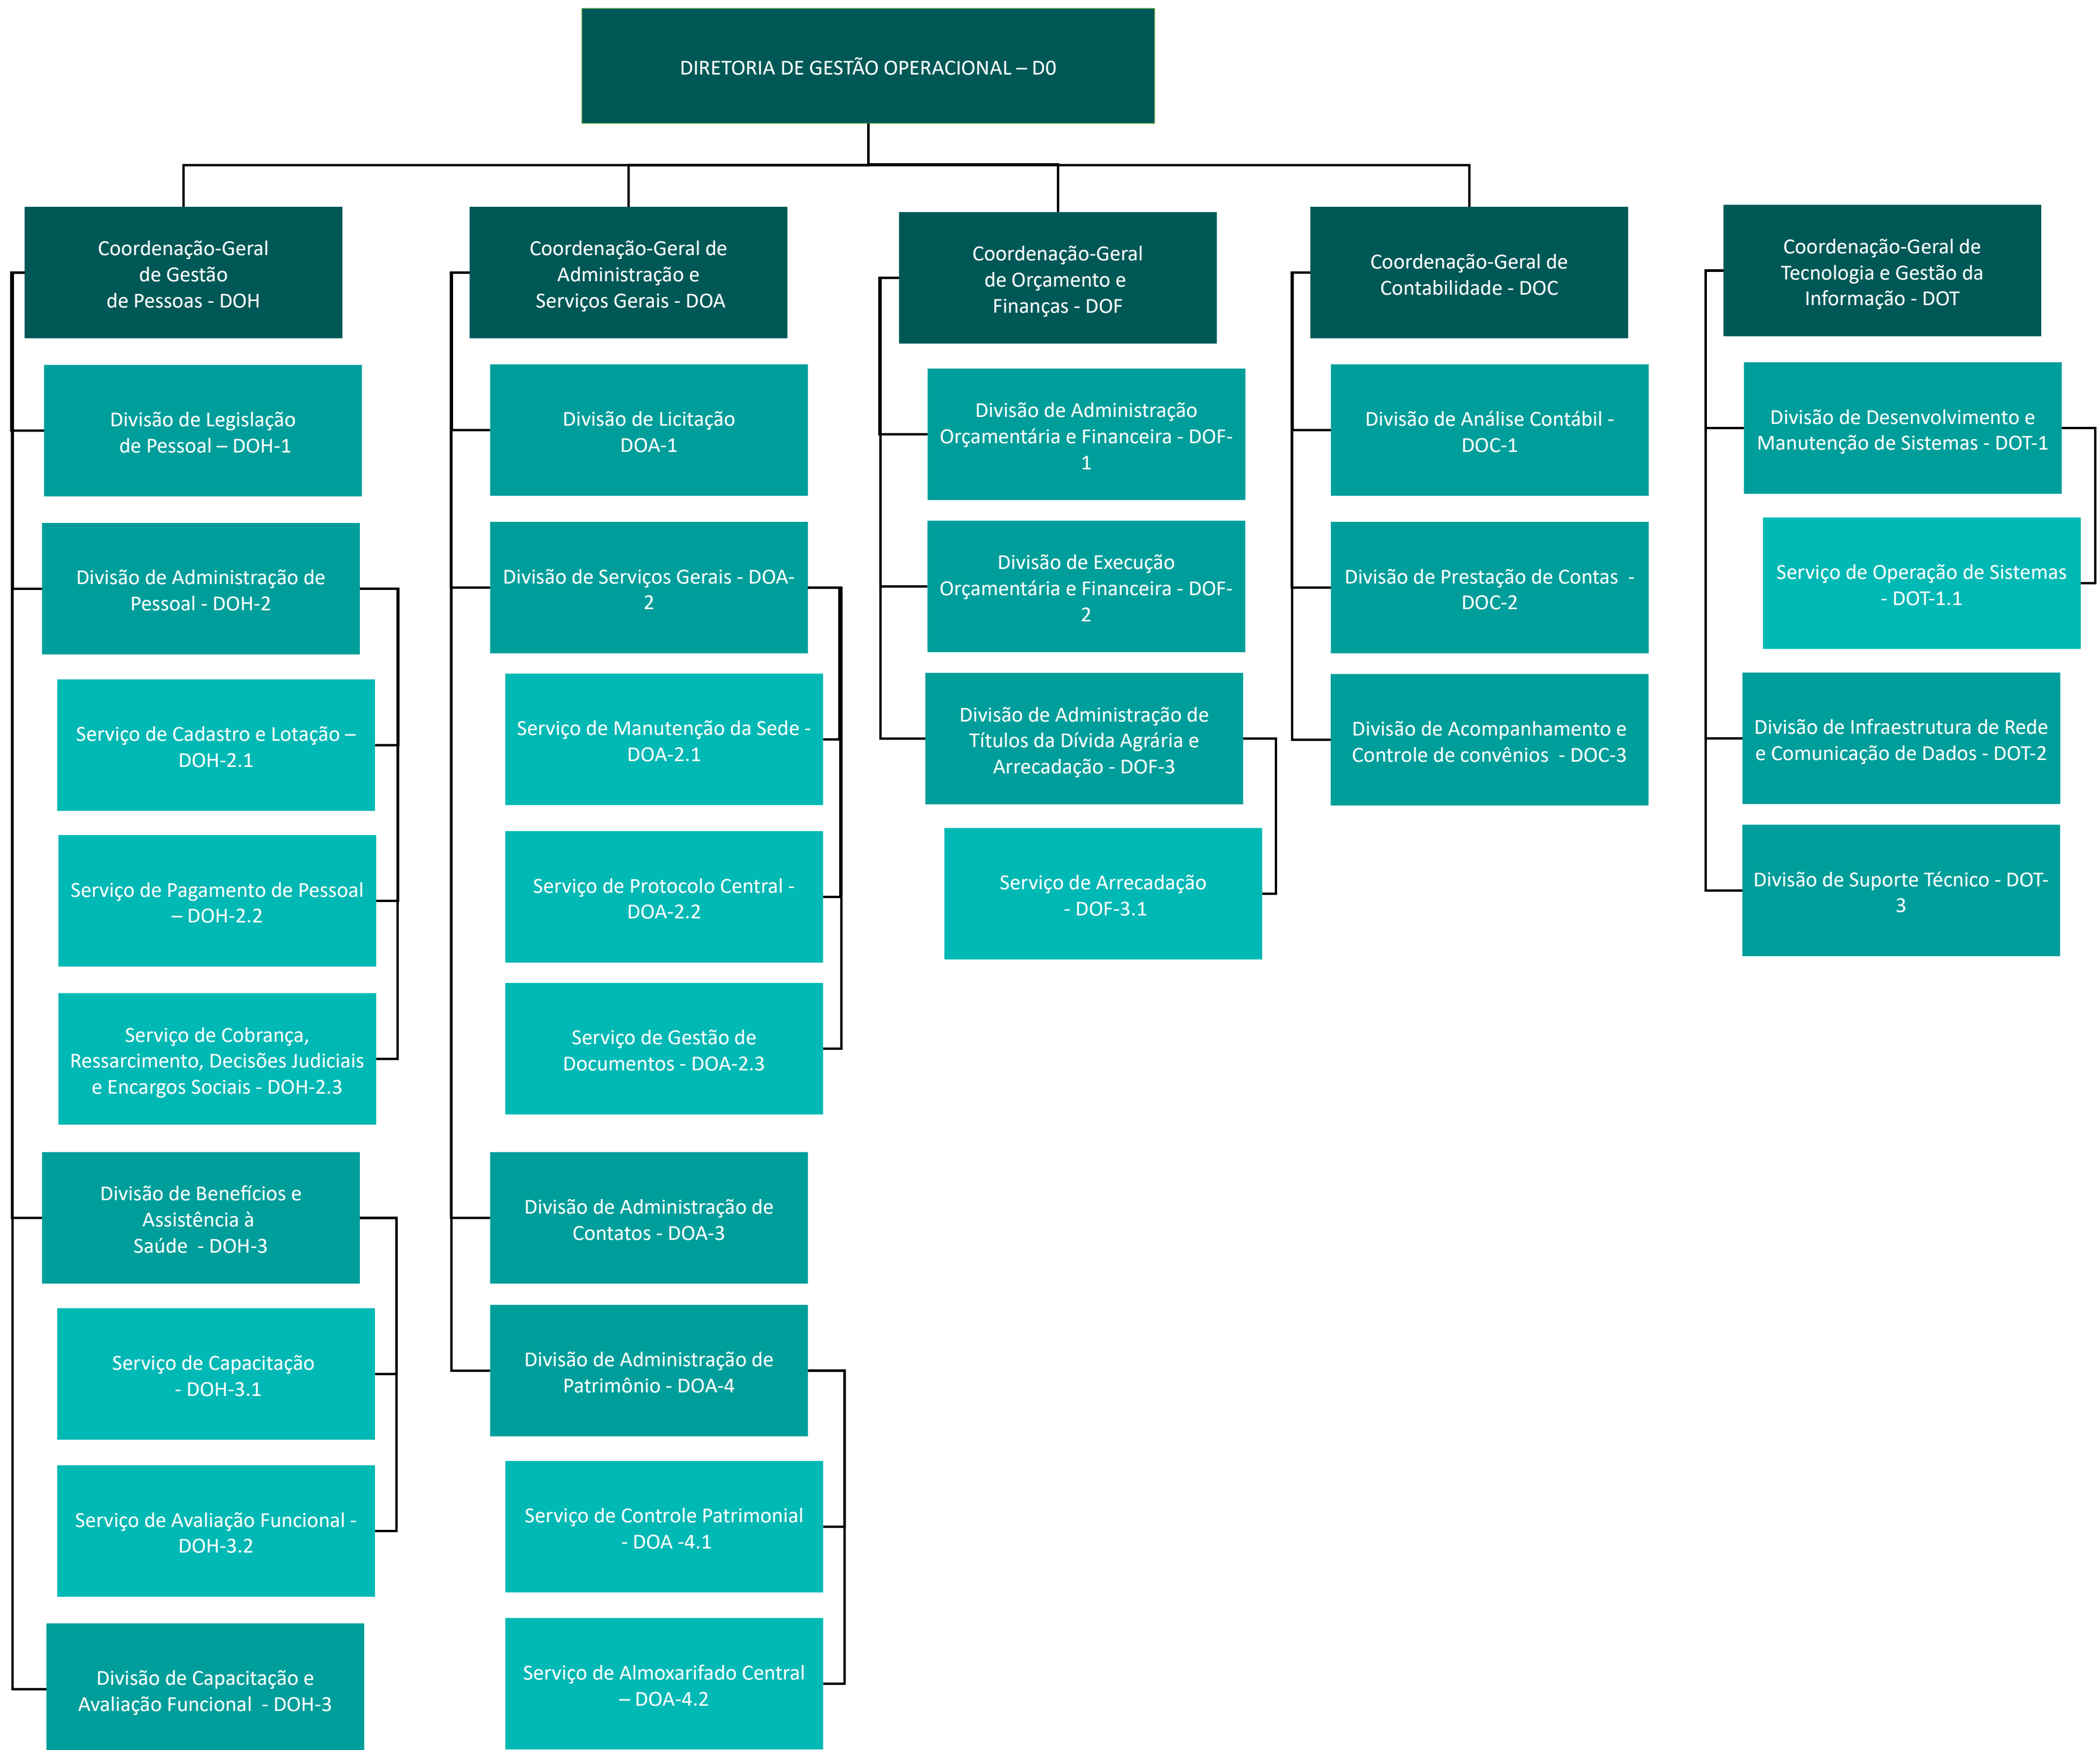 DIRETORIA DE GESTÃO OPERACIONAL – D0
Coordenação-Geral
de Gestão
de Pessoas - DOH
Divisão de Legislação
de Pessoal – DOH-1
Divisão de Administração de
Pessoal - DOH-2
Serviço de Cadastro e Lotação –
DOH-2.1
Serviço de Pagamento de Pessoal
– DOH-2.2
Serviço de Cobrança,
Ressarcimento, Decisões Judiciais
e Encargos Sociais - DOH-2.3
Divisão de Benefícios e
Assistência à
Saúde - DOH-3
Serviço de Capacitação
- DOH-3.1
Serviço de Avaliação Funcional -
DOH-3.2
Divisão de Capacitação e
Avaliação Funcional - DOH-3
Coordenação-Geral de
Administração e
Serviços Gerais - DOA
Divisão de Licitação
DOA-1
Divisão de Serviços Gerais - DOA-
2
Serviço de Manutenção da Sede -
DOA-2.1
Serviço de Protocolo Central -
DOA-2.2
Serviço de Gestão de
Documentos - DOA-2.3
Divisão de Administração de
Contatos - DOA-3
Divisão de Administração de
Patrimônio - DOA-4
Serviço de Controle Patrimonial
- DOA -4.1
Serviço de Almoxarifado Central
– DOA-4.2
Coordenação-Geral
de Orçamento e
Finanças - DOF
Divisão de Administração
Orçamentária e Financeira - DOF-
1
Divisão de Execução
Orçamentária e Financeira - DOF-
2
Divisão de Administração de
Títulos da Dívida Agrária e
Arrecadação - DOF-3
Serviço de Arrecadação
- DOF-3.1
Coordenação-Geral de
Contabilidade - DOC
Divisão de Análise Contábil -
DOC-1
Divisão de Prestação de Contas -
DOC-2
Divisão de Acompanhamento e
Controle de convênios - DOC-3
Coordenação-Geral de
Tecnologia e Gestão da
Informação - DOT
Divisão de Desenvolvimento e
Manutenção de Sistemas - DOT-1
Serviço de Operação de Sistemas
- DOT-1.1
Divisão de Infraestrutura de Rede
e Comunicação de Dados - DOT-2
Divisão de Suporte Técnico - DOT-
3